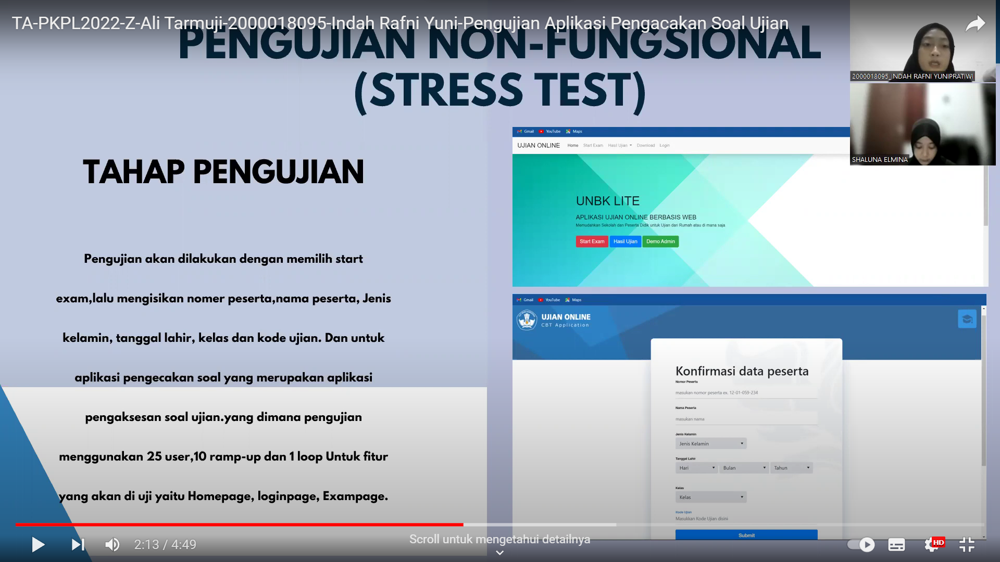 TA-PKPL2022-Z-Ali Tarmuji-2000018095-Indah Rafni Yuni-Pengujian Aplikasi Pengacakan Soal Ujian
PENGUJIAN NON-FUNGSIONAL
(STRESS TEST)
2000018095_INDAH RAFNI YUNIPRATIWI
SHALUNA ELMINA
TAHAP PENGUJIAN
Pengujian akan dilakukan dengan memilih start
exam,lalu mengisikan nomer peserta,nama peserta, Jenis
kelamin, tanggal lahir, kelas dan kode ujian. Dan untuk
aplikasi pengecakan soal yang merupakan aplikasi
pengaksesan soal ujian.yang dimana pengujian
menggunakan 25 user,10 ramp-up dan 1 loop Untuk fitur
yang akan di uji yaitu Homepage, loginpage, Exampage.
Gmail YouTube Maps
UJIAN ONLINE Home Start Exam Hasil Ujian Download Login
UNBK LITE
APLIKASI UJIAN ONLINE BERBASIS WEB
Memudahkan Sekolah dan Peserta Didik untuk Ujian dari Rumah atau di mana saja
Start Exam Hasil Ujian Demo Admin
Gmail YouTube Maps
UJIAN ONLINE
CBT Application
Konfirmasi data peserta
Nomor Peserta
masukan nomor peserta ex. 12-01-059-234
Nama Peserta
masukan nama
Jenis Kelamin
Jenis Kelamin
Tanggal Lahir
Hari Bulan Tahun
Kelas
Kelas
Kode Ujian
Masukkan Kode Ujian disini
Submit
2:13 / 4:49
Scroll untuk mengetahui detailnya
HD